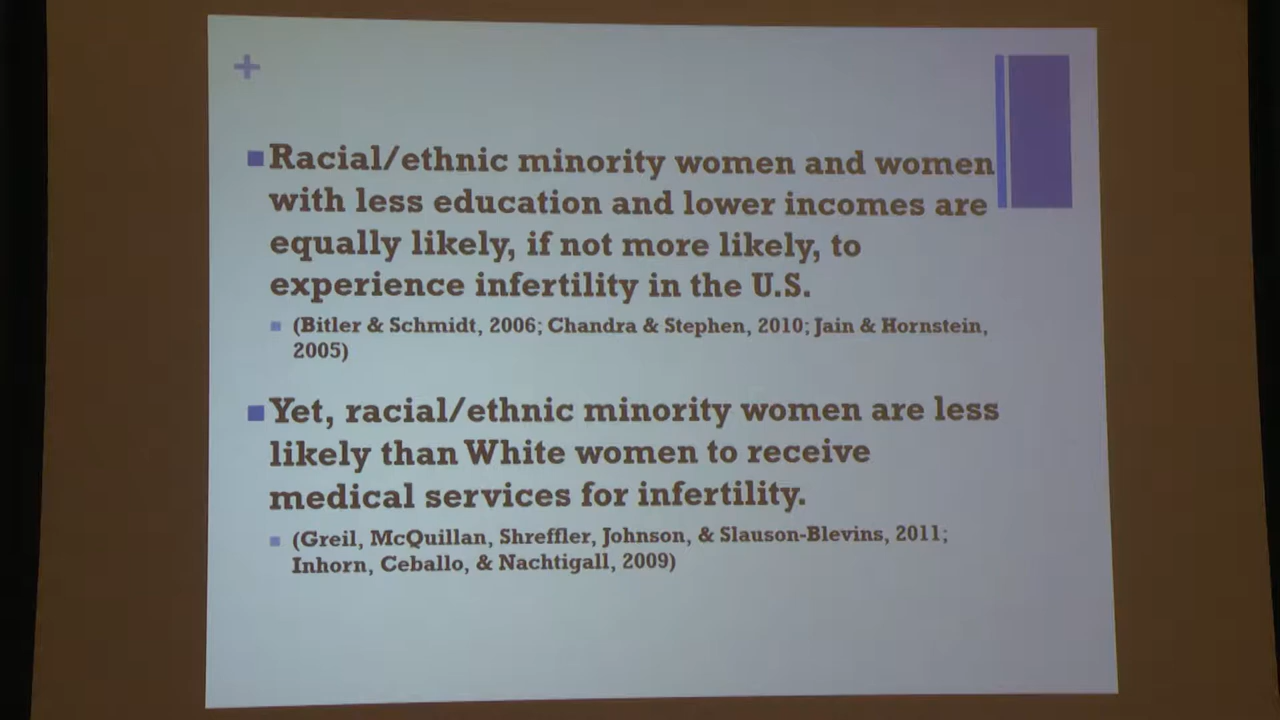 +
Racial/ethnic minority women and women
with less education and lower incomes are
equally likely, if not more likely, to
experience infertility in the U.S.
(Bitler & Schmidt, 2006; Chandra & Stephen, 2010; Jain & Hornstein,
2005)
Yet, racial/ethnic minority women are less
likely than White women to receive
medical services for infertility.
(Greil, McQuillan, Shreffler, Johnson, & Slauson-Blevins, 2011;
Inhorn, Ceballo, & Nachtigall, 2009)